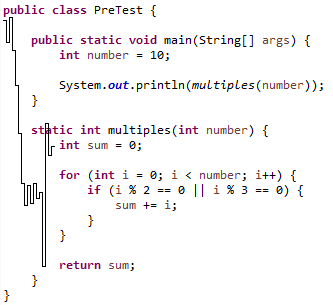 public class PreTest {
public static void main(String[] args) {
int number = 10;
System.out.println(multiples(number));
}
static int multiples(int number) {
int sum = 0;
for (int i = 0; i < number; i++) {
if (i % 2 == 0 || i % 3 == 0) {
sum += i;
}
}
return sum;
}
}